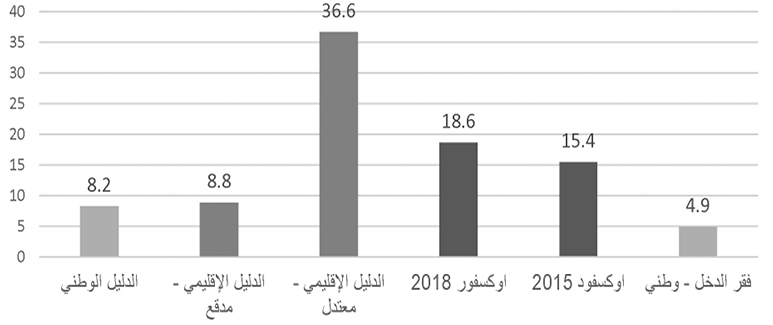 40
35
30
25
20
15
10
5
0
8.2
8.8
36.6
18.6
15.4
4.9
الدليل الوطني
الدليل الإقليمي -
مدقع
الدليل الإقليمي -
معتدل
اوكسفور 2018
اوكسفود 2015
فقر الدخل - وطني